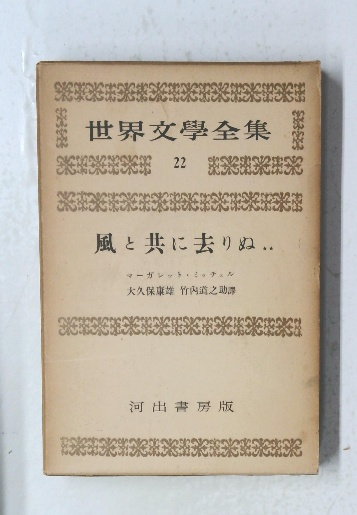 世界文學全集
22
風と共に去りぬ‥
マーガレット・ミッチェル
大久保康雄 竹内道之助譯
河出書房版